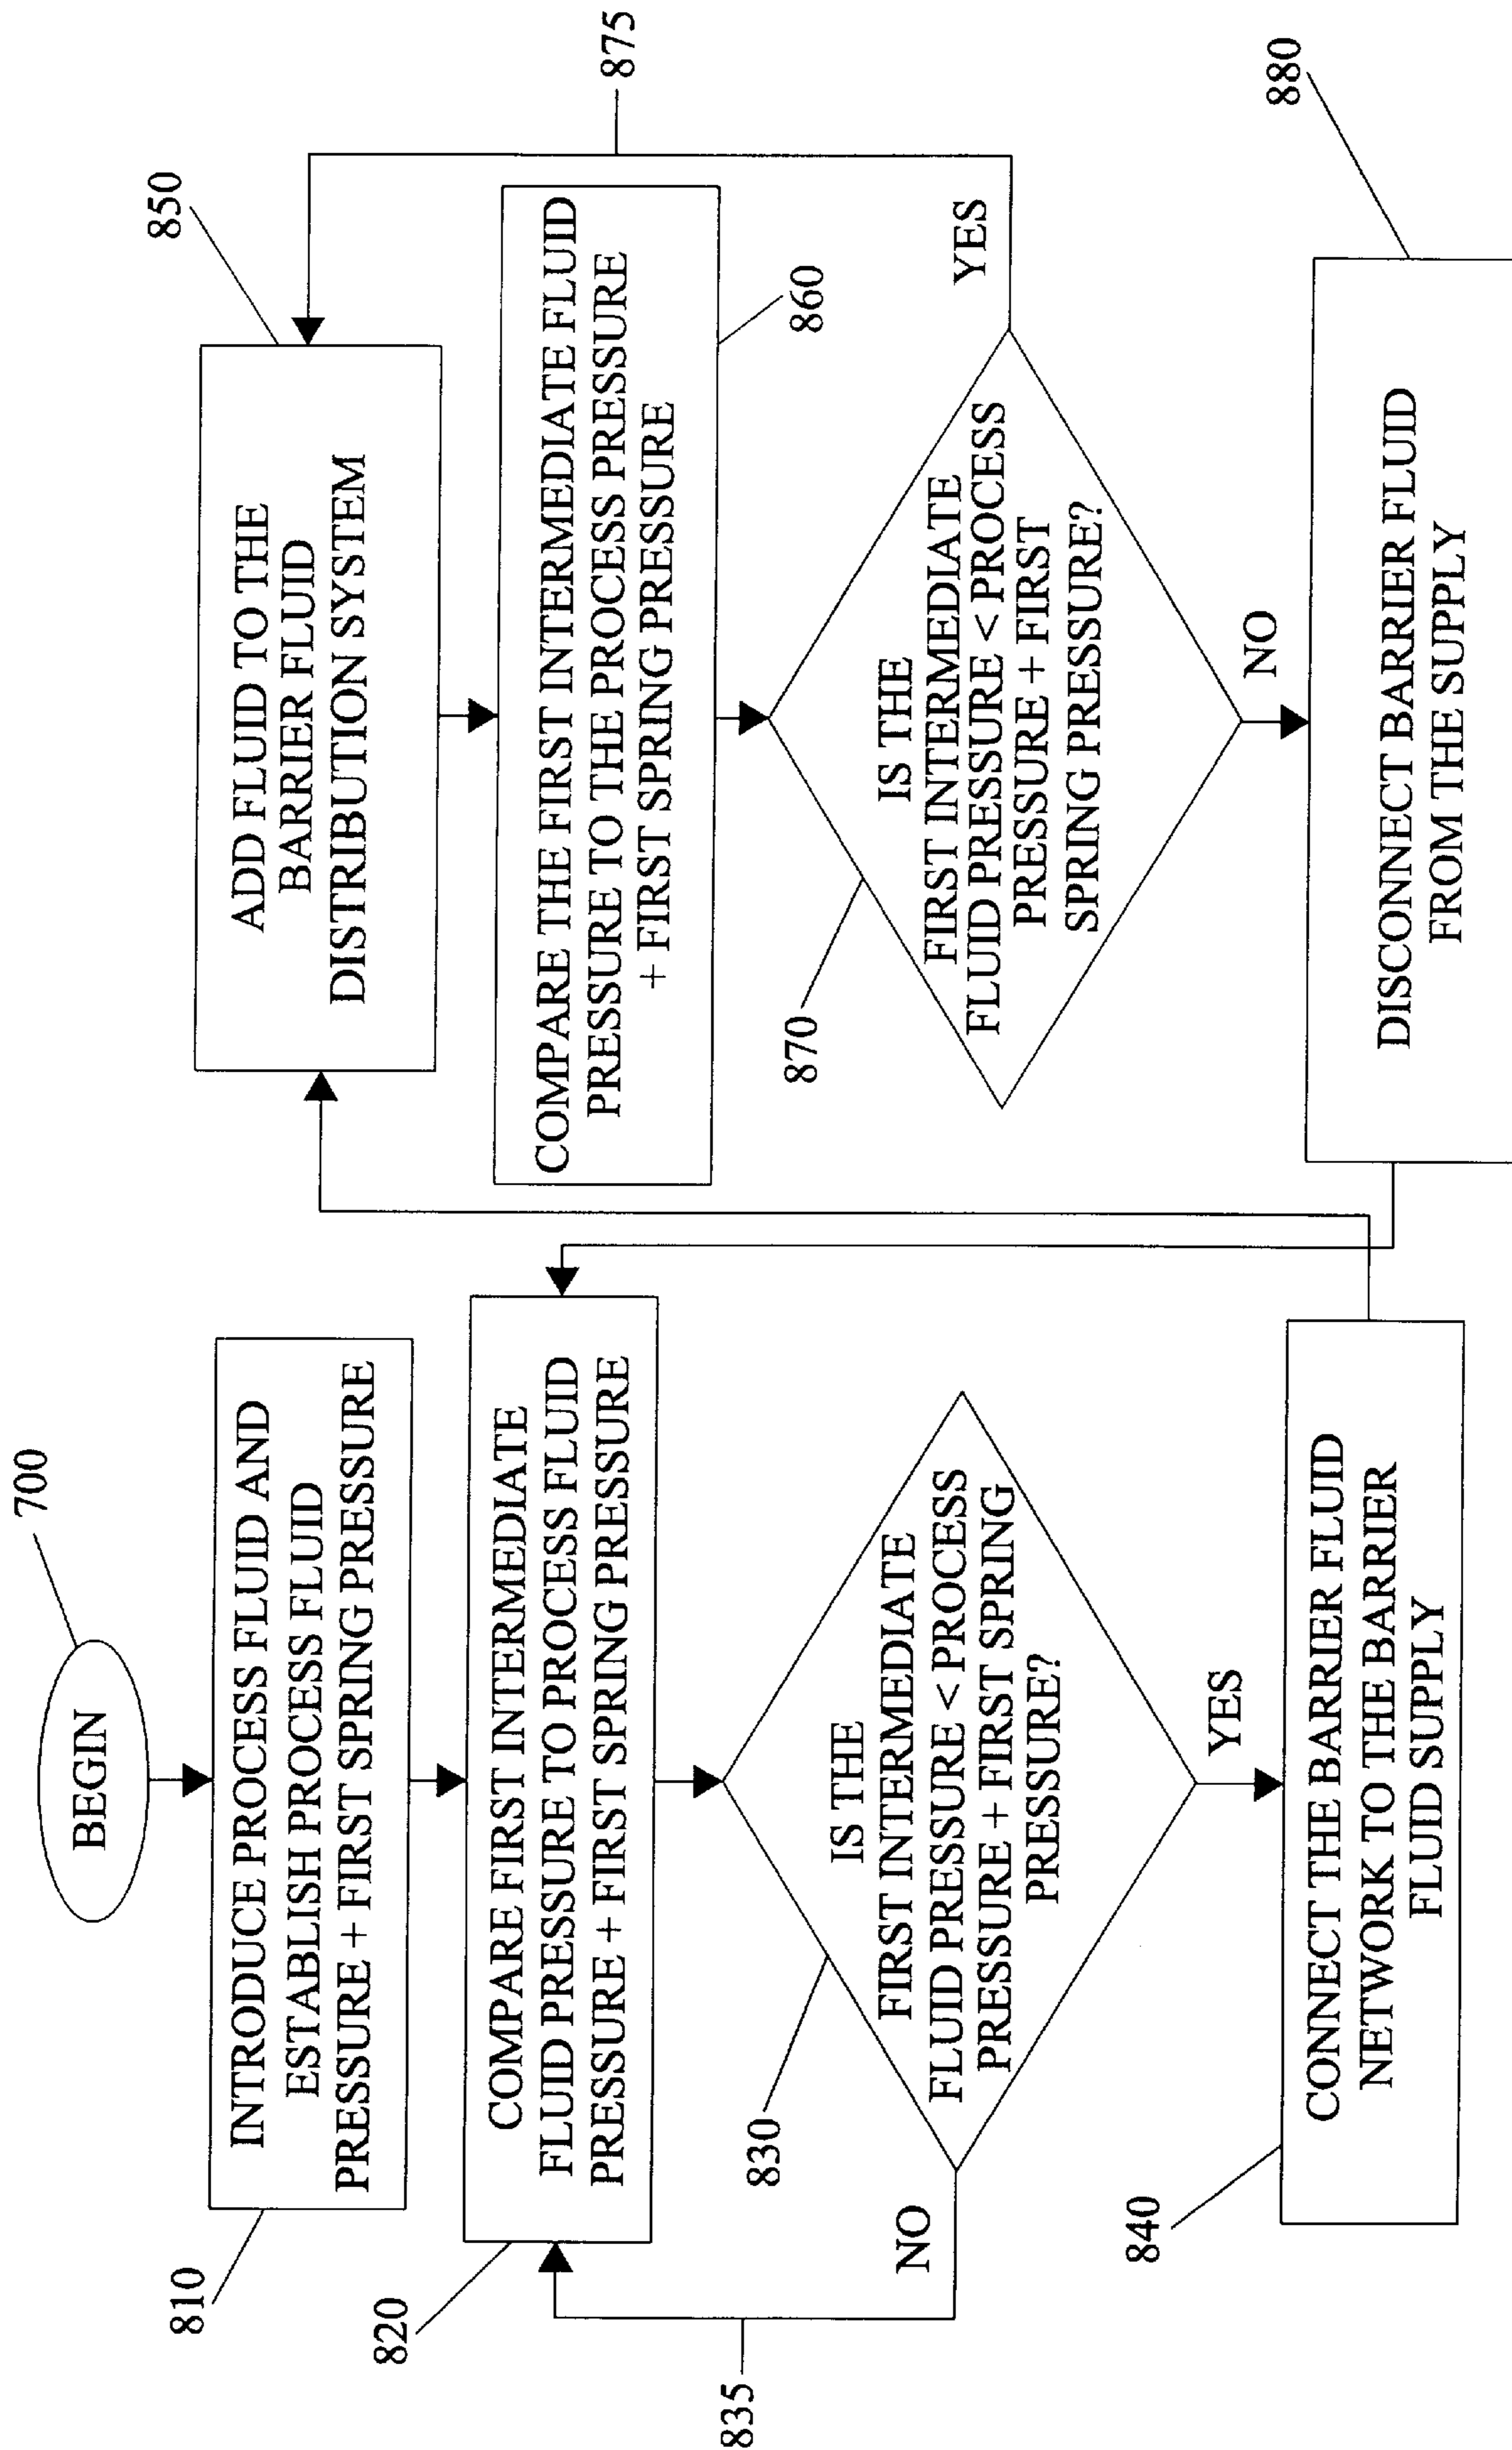 700
BEGIN
810
INTRODUCE PROCESS FLUID AND
ESTABLISH PROCESS FLUID
PRESSURE + FIRST SPRING PRESSURE
820
COMPARE FIRST INTERMEDIATE
FLUID PRESSURE TO PROCESS FLUID
PRESSURE + FIRST SPRING PRESSURE
830
IS THE
FIRST INTERMEDIATE
FLUID PRESSURE < PROCESS
PRESSURE + FIRST SPRING
PRESSURE?
NO
835
YES
840
CONNECT THE BARRIER FLUID
NETWORK TO THE BARRIER
FLUID SUPPLY
850
ADD FLUID TO THE
BARRIER FLUID
DISTRIBUTION SYSTEM
COMPARE THE FIRST INTERMEDIATE FLUID
PRESSURE TO THE PROCESS PRESSURE
+ FIRST SPRING PRESSURE
860
870
IS THE
FIRST INTERMEDIATE
FLUID PRESSURE < PROCESS
PRESSURE + FIRST
SPRING PRESSURE?
YES
875
NO
880
DISCONNECT BARRIER FLUID
FROM THE SUPPLY